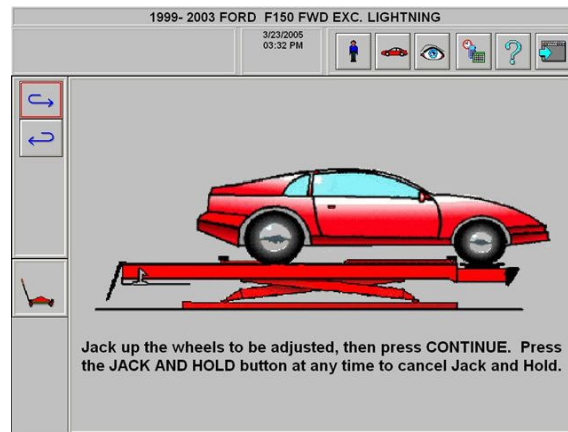 1999- 2003 FORD F150 FWD EXC. LIGHTNING
3/23/2005
03:32 PM
?
Jack up the wheels to be adjusted, then press CONTINUE. Press
the JACK AND HOLD button at any time to cancel Jack and Hold.